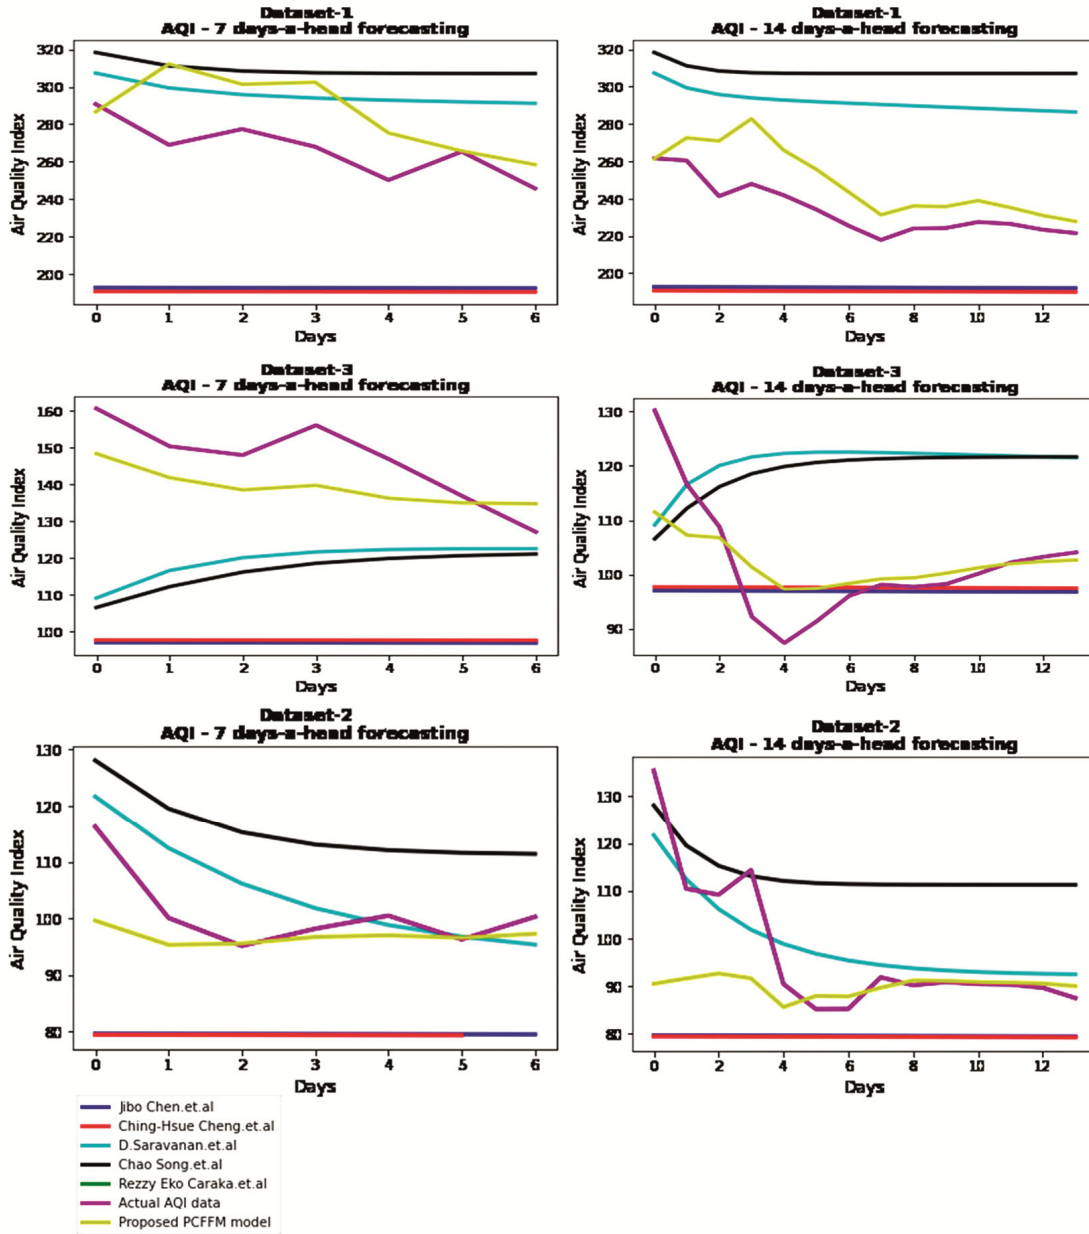 Dataset-1
AQI - 7 days-a-head forecasting
320
300
280
260
240
220
200
Air Quality Index
0 1 2 3 4 5 6
Days
Dataset-1
AQI - 14 days-a-head forecasting
320
300
280
260
240
220
200
Air Quality Index
0 2 4 6 8 10 12
Days
Dataset-3
AQI - 7 days-a-head forecasting
160
150
140
130
120
110
100
Air Quality Index
0 1 2 3 4 5 6
Days
Dataset-3
AQI - 14 days-a-head forecasting
130
120
110
100
90
Air Quality Index
0 2 4 6 8 10 12
Days
Dataset-2
AQI - 7 days-a-head forecasting
130
120
110
100
90
80
Air Quality Index
0 1 2 3 4 5 6
Days
Dataset-2
AQI - 14 days-a-head forecasting
130
120
110
100
90
80
Air Quality Index
0 2 4 6 8 10 12
Days
Jibo Chen.et.al
Ching-Hsue Cheng.et.al
D.Saravanan.et.al
Chao Song.et.al
Rezzy Eko Caraka.et.al
Actual AQI data
Proposed PCFFM model